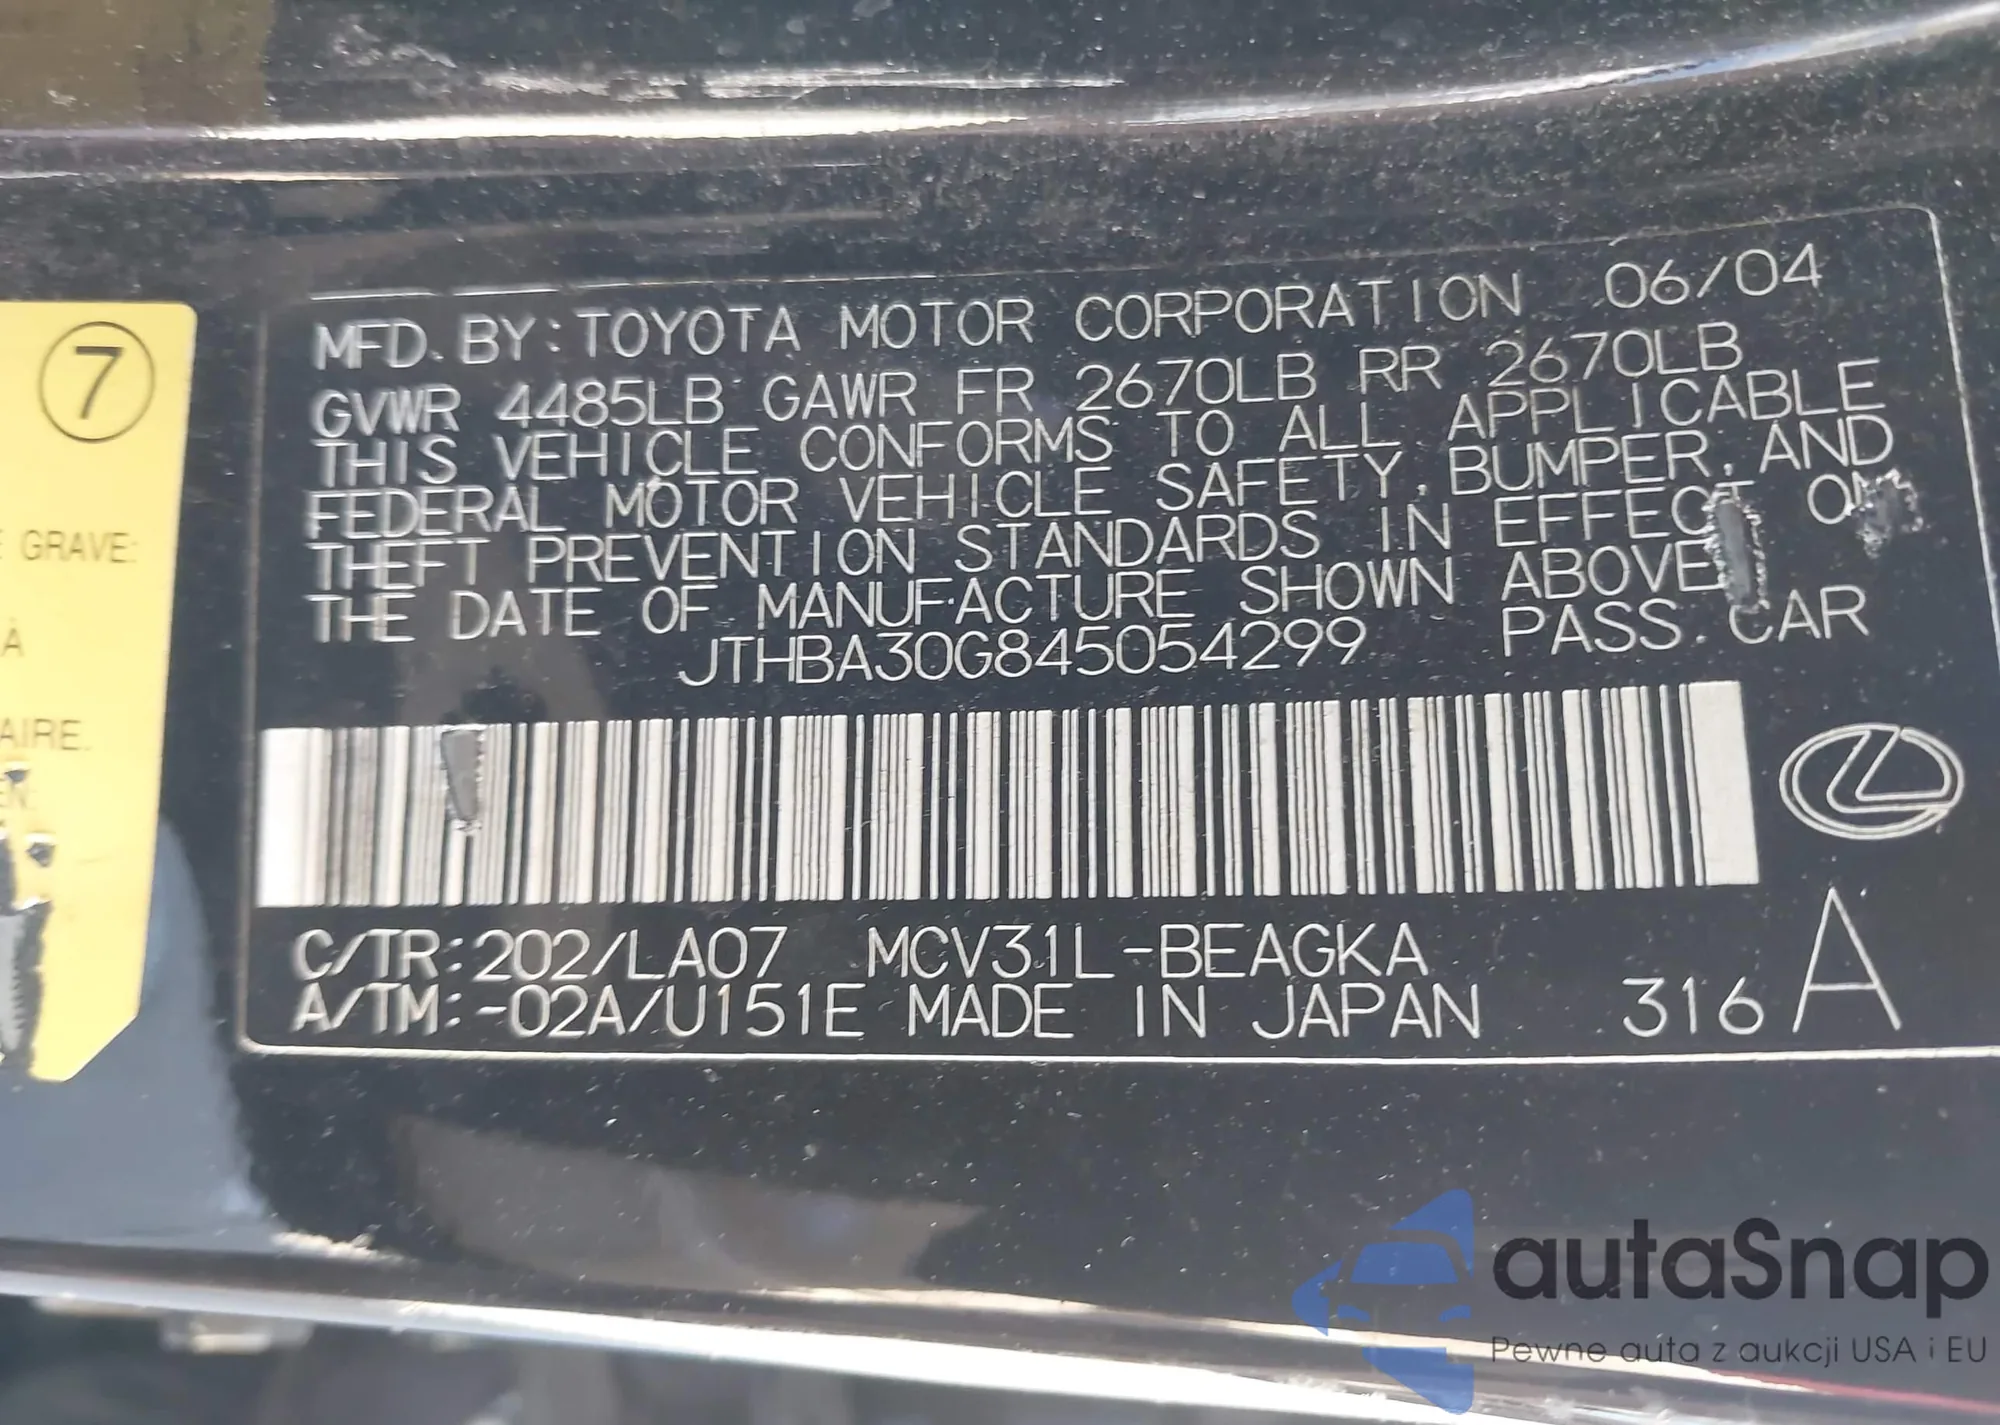 7
GRAVE:
À
AIRE.
EN
MFD. BY: TOYOTA MOTOR CORPORATION 06/04
GVWR 4485LB GAWR FR 2670LB RR 2670LB
THIS VEHICLE CONFORMS TO ALL APPLICABLE
FEDERAL MOTOR VEHICLE SAFETY, BUMPER, AND
THEFT PREVENTION STANDARDS IN EFFECT ON
THE DATE OF MANUFACTURE SHOWN ABOVE
JTHBA30G845054299 PASS. CAR
C/TR: 202/LA07 MCV31L-BEAGKA
A/TM: -02A/U151E MADE IN JAPAN 316 A
autaSnap
Pewne auta z aukcji USA i EU